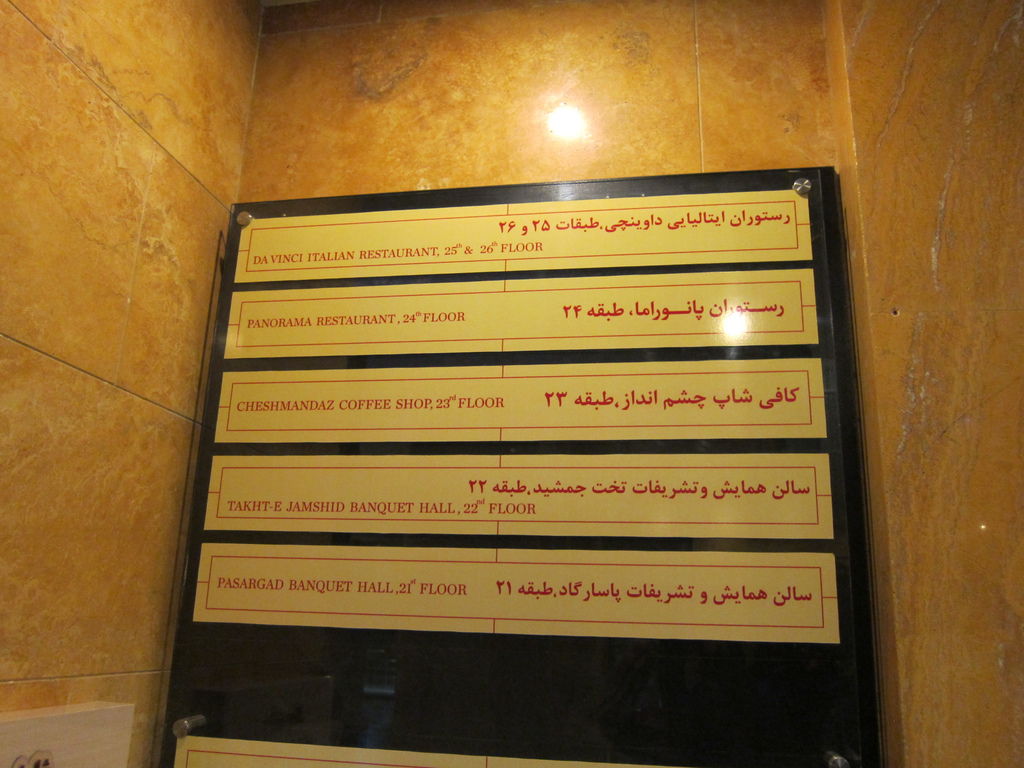 رستوران ایتالیایی داوینچی،طبقات ۲۵ و ۲۶
DA VINCI ITALIAN RESTAURANT, 25th & 26th FLOOR
رستوران پانوراما، طبقه ۲۴
PANORAMA RESTAURANT, 24th FLOOR
کافی شاپ چشم انداز،طبقه ۲۳
CHESHMANDAZ COFFEE SHOP, 23rd FLOOR
سالن همایش وتشریفات تخت جمشید،طبقه ۲۲
TAKHT-E JAMSHID BANQUET HALL, 22nd FLOOR
سالن همایش و تشریفات پاسارگاد،طبقه ۲۱
PASARGAD BANQUET HALL,21st FLOOR